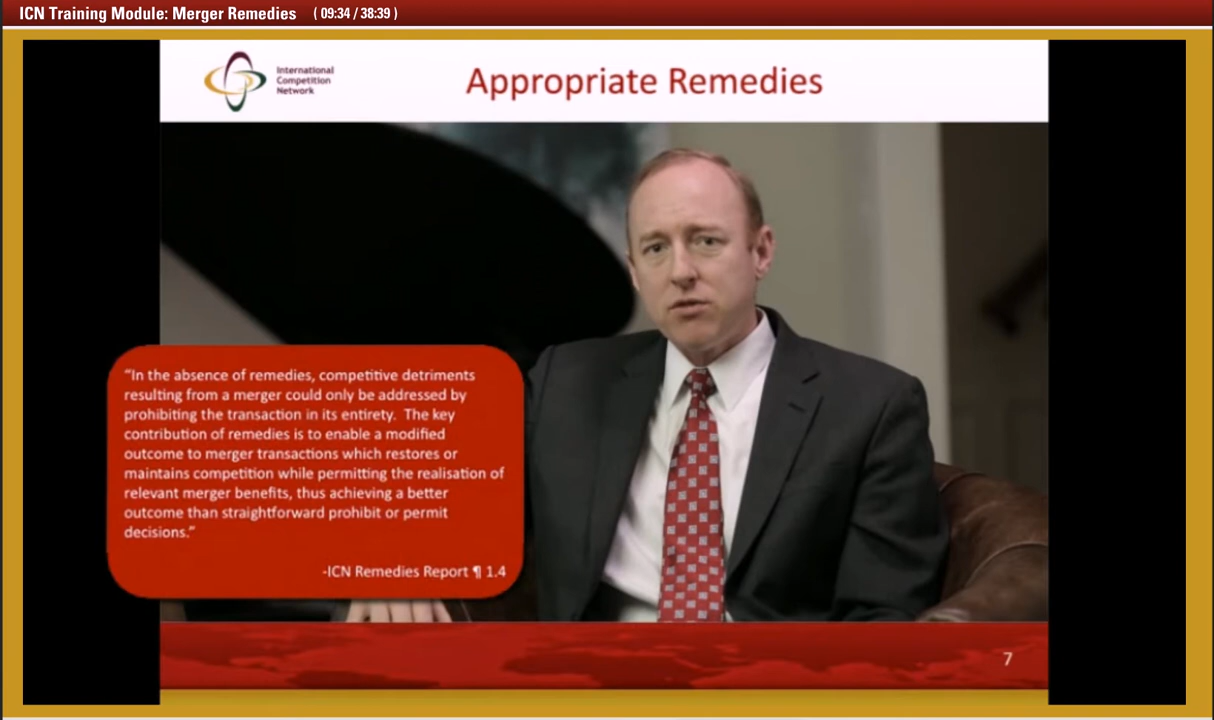 ICN Training Module: Merger Remedies ( 09:34 / 38:39 )
International
Competition
Network
Appropriate Remedies
“In the absence of remedies, competitive detriments
resulting from a merger could only be addressed by
prohibiting the transaction in its entirety. The key
contribution of remedies is to enable a modified
outcome to merger transactions which restores or
maintains competition while permitting the realisation of
relevant merger benefits, thus achieving a better
outcome than straightforward prohibit or permit
decisions.”
-ICN Remedies Report ¶ 1.4
7